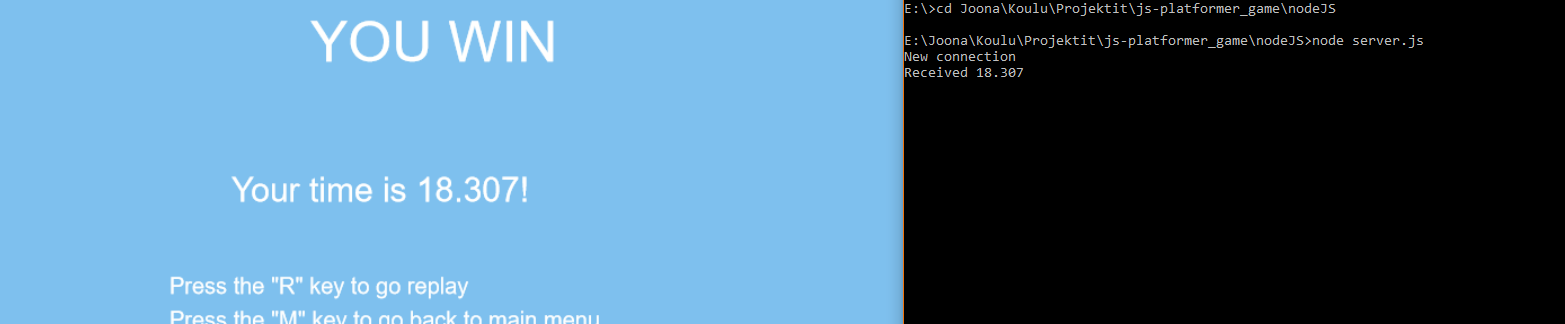 YOU WIN
Your time is 18.307!
Press the "R" key to go replay
Press the "M" key to go back to main menu
E:\>cd Joona\Koulu\Projektit\js-platformer_game\nodeJS
E:\Joona\Koulu\Projektit\js-platformer_game\nodeJS>node server.js
New connection
Received 18.307